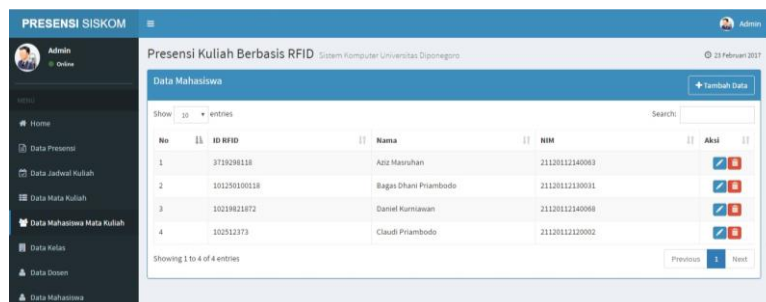 PRESENSI SISKOM
Admin
Admin
Online
Presensi Kuliah Berbasis RFID Sistem Komputer Universitas Diponegoro
23 Februari 2017
MENU
Home
Data Presensi
Data Jadwal Kuliah
Data Mata Kuliah
Data Mahasiswa Mata Kuliah
Data Kelas
Data Dosen
Data Mahasiswa
Data Mahasiswa
Tambah Data
Show 10 entries
Search:
No ID RFID Nama NIM Aksi
1 3719298118 Aziz Masruhan 21120112140063
2 101250100118 Bagas Dhani Priambodo 21120112130031
3 10219821872 Daniel Kurniawan 21120112140068
4 102512373 Claudi Priambodo 21120112120002
Showing 1 to 4 of 4 entries
Previous 1 Next